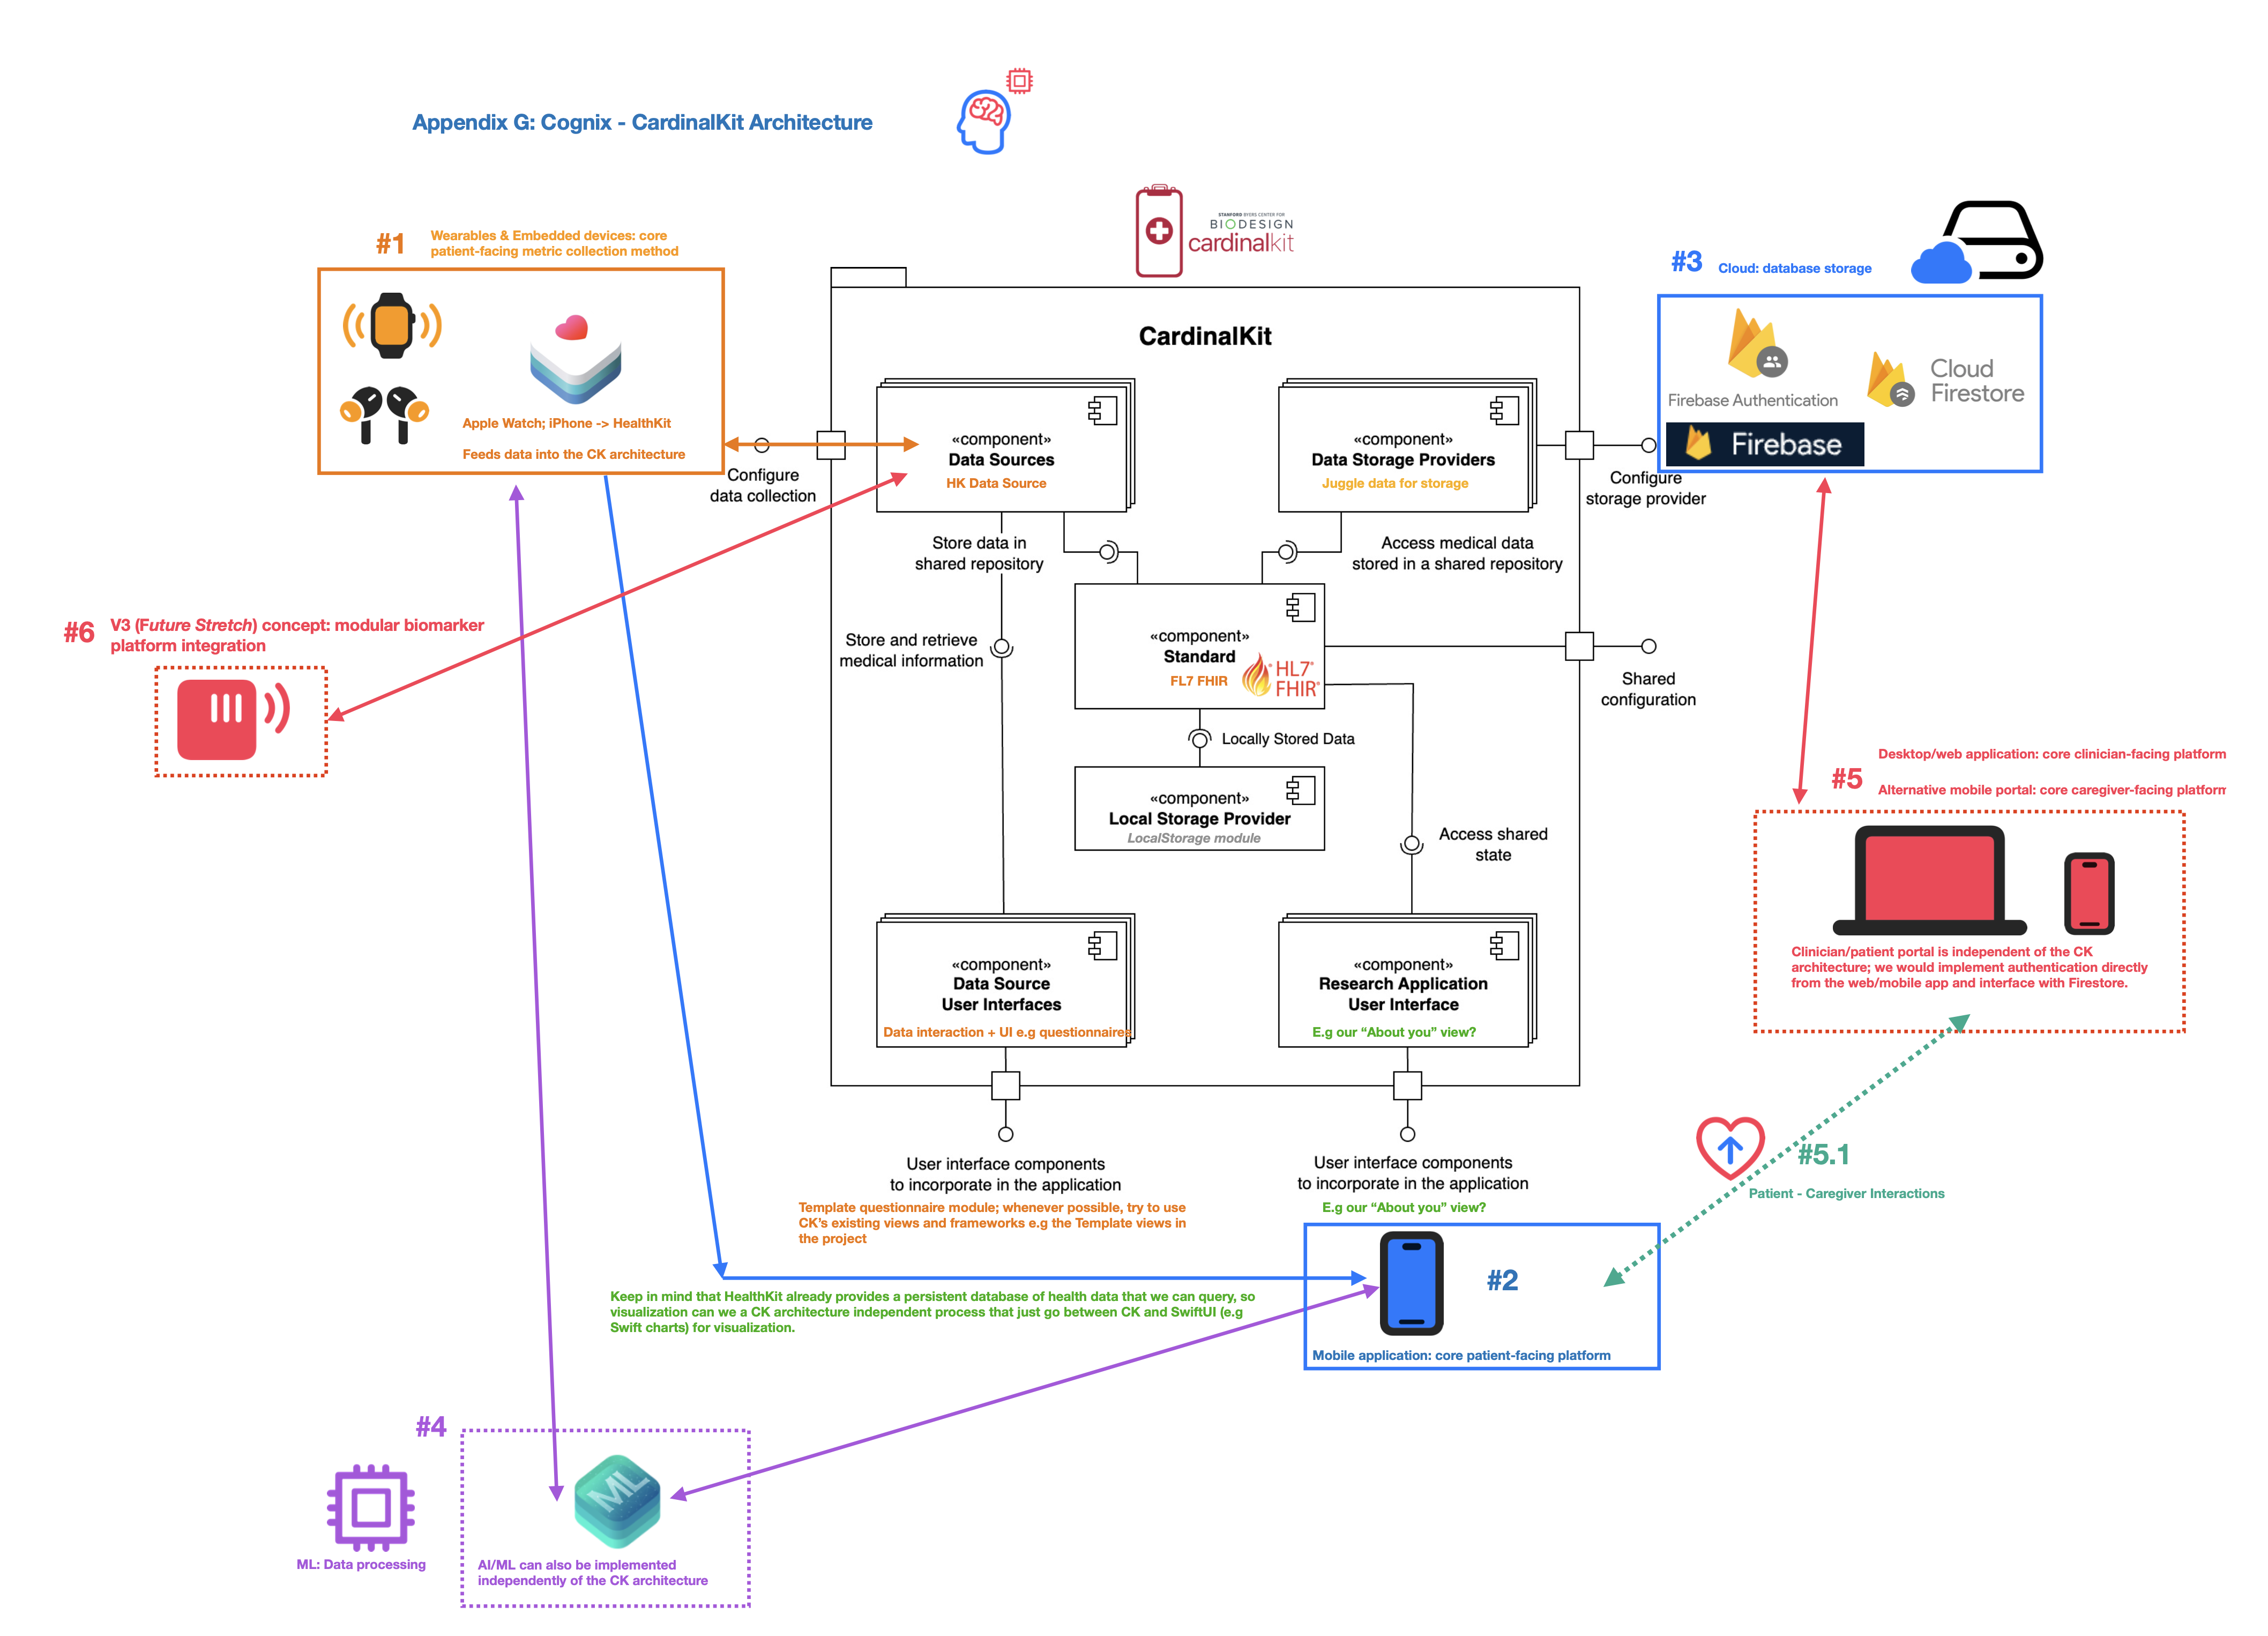 Appendix G: Cognix - CardinalKit Architecture
STANFORD BYERS CENTER FOR
BIODESIGN
cardinalkit
#1
Wearables & Embedded devices: core
patient-facing metric collection method
Apple Watch; iPhone -> HealthKit
Feeds data into the CK architecture
#3
Cloud: database storage
Firebase Authentication
Cloud
Firestore
Firebase
CardinalKit
«component»
Data Sources
HK Data Source
«component»
Data Storage Providers
Juggle data for storage
Configure
data collection
Configure
storage provider
Store data in
shared repository
Access medical data
stored in a shared repository
#6
V3 (Future Stretch) concept: modular biomarker
platform integration
Store and retrieve
medical information
«component»
Standard
FL7 FHIR
HL7®
FHIR®
Shared
configuration
Locally Stored Data
«component»
Local Storage Provider
LocalStorage module
Access shared
state
#5
Desktop/web application: core clinician-facing platform
Alternative mobile portal: core caregiver-facing platform
Clinician/patient portal is independent of the CK
architecture; we would implement authentication directly
from the web/mobile app and interface with Firestore.
«component»
Data Source
User Interfaces
Data interaction + UI e.g questionnaires
«component»
Research Application
User Interface
E.g our “About you” view?
User interface components
to incorporate in the application
Template questionnaire module; whenever possible, try to use
CK’s existing views and frameworks e.g the Template views in
the project
User interface components
to incorporate in the application
E.g our “About you” view?
#5.1
Patient - Caregiver Interactions
#2
Mobile application: core patient-facing platform
Keep in mind that HealthKit already provides a persistent database of health data that we can query, so
visualization can we a CK architecture independent process that just go between CK and SwiftUI (e.g
Swift charts) for visualization.
#4
ML
ML: Data processing
AI/ML can also be implemented
independently of the CK architecture